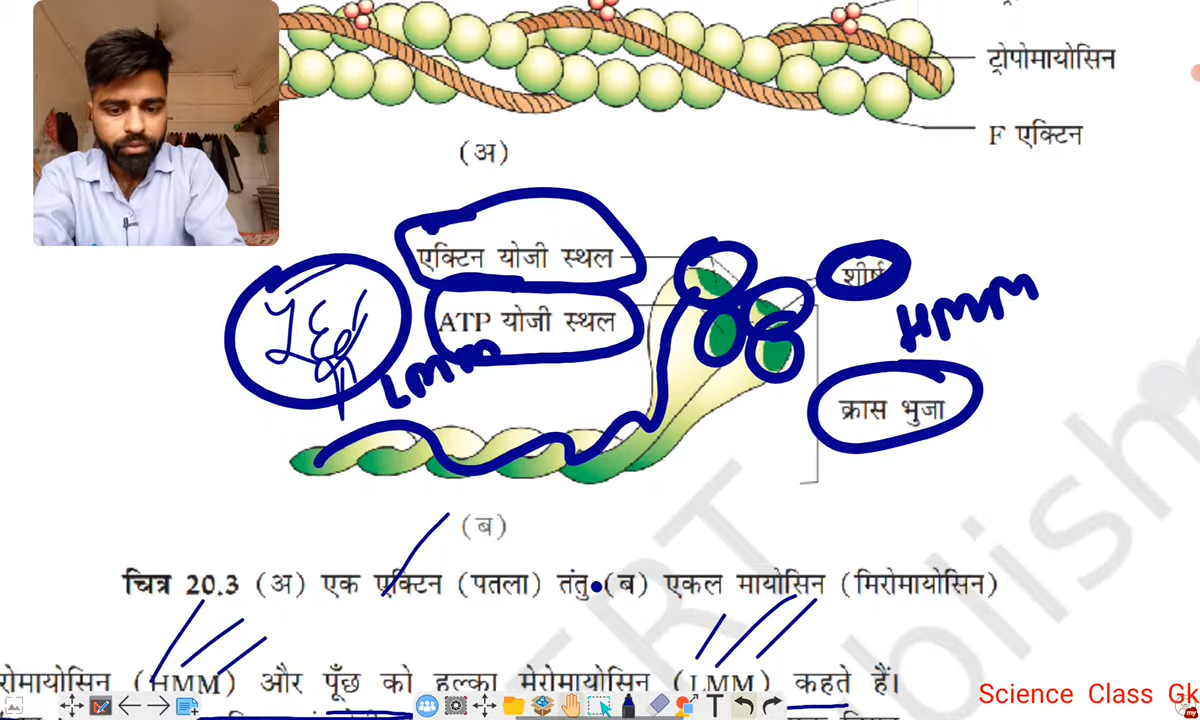 ट्रोपोमायोसिन
F एक्टिन
(अ)
एक्टिन योजी स्थल
शीर्ष
ATP योजी स्थल
HMM
LMM
क्रास भुजा
(ब)
चित्र 20.3 (अ) एक एक्टिन (पतला) तंतु (ब) एकल मायोसिन (मिरोमायोसिन)
रोमायोसिन (HMM) और पूँछ को हल्का मेरोमायोसिन (LMM) कहते हैं।
Science Class Gk